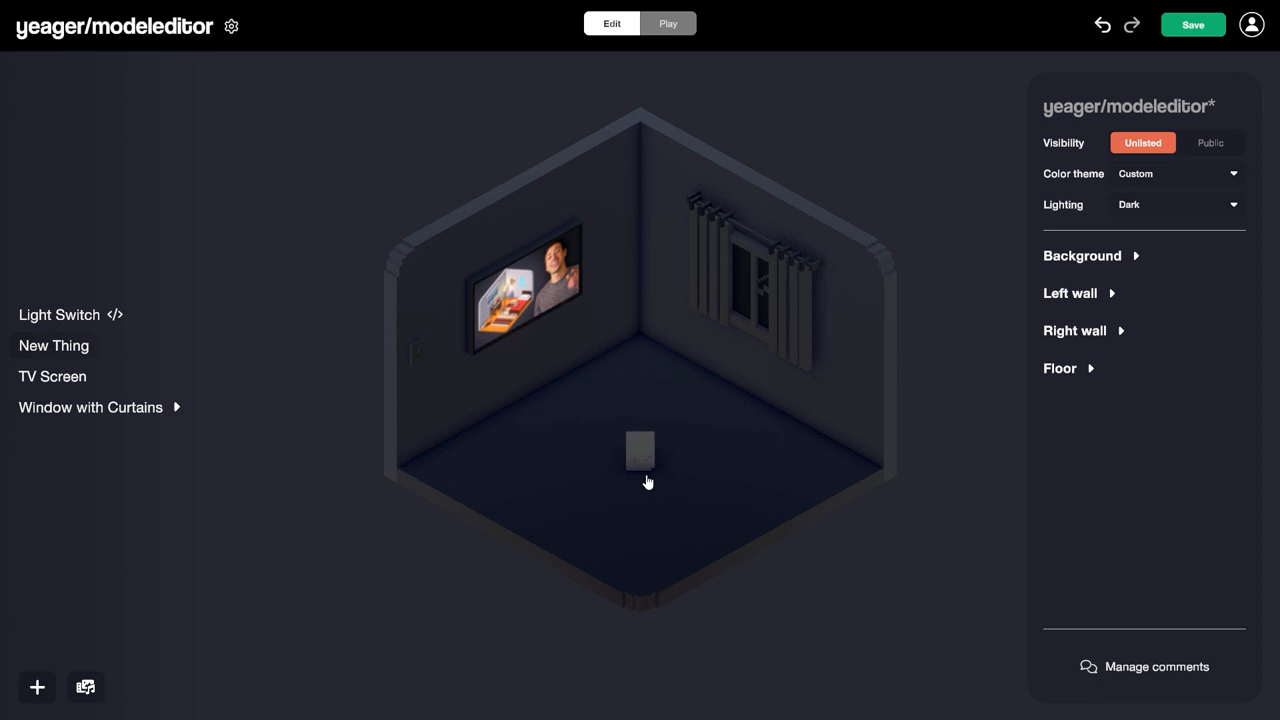 yeager/modeleditor
Edit
Play
Save
Light Switch </>
New Thing
TV Screen
Window with Curtains
yeager/modeleditor*
Visibility
Unlisted
Public
Color theme
Custom
Lighting
Dark
Background
Left wall
Right wall
Floor
Manage comments